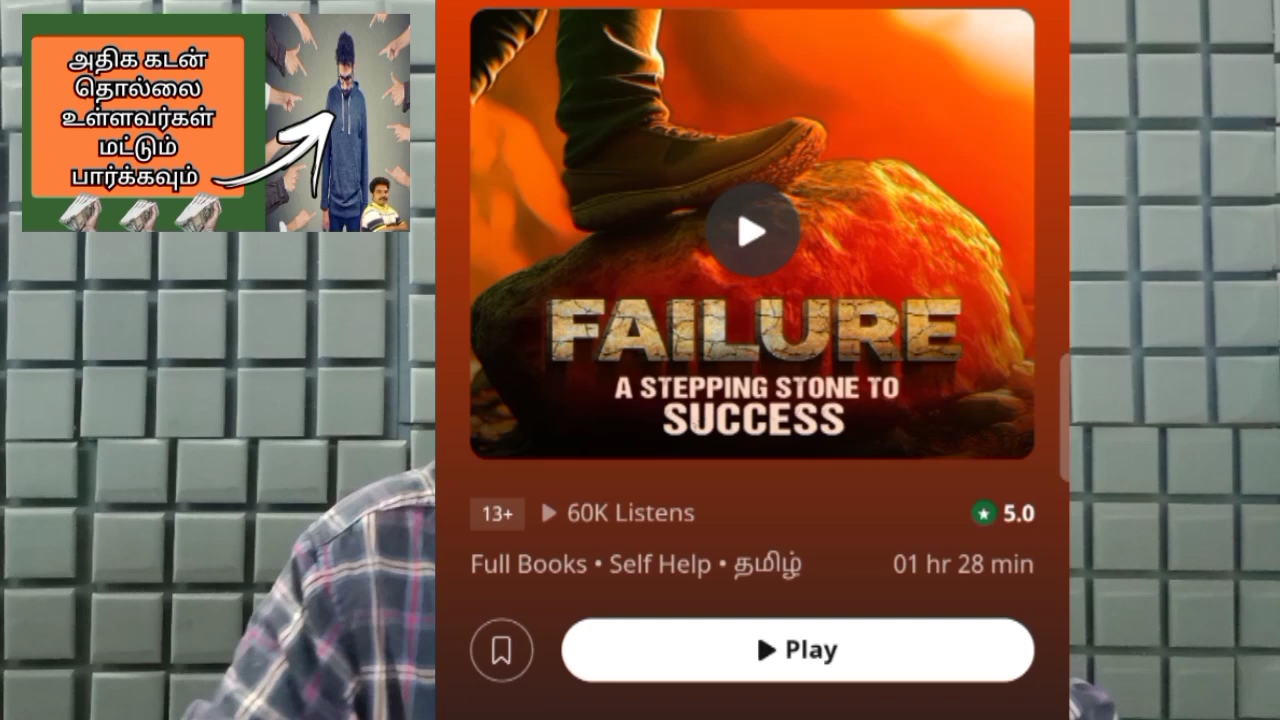 அதிக கடன்
தொல்லை
உள்ளவர்கள்
மட்டும்
பார்க்கவும்
FAILURE
A STEPPING STONE TO
SUCCESS
13+
60K Listens
5.0
Full Books • Self Help • தமிழ்
01 hr 28 min
Play